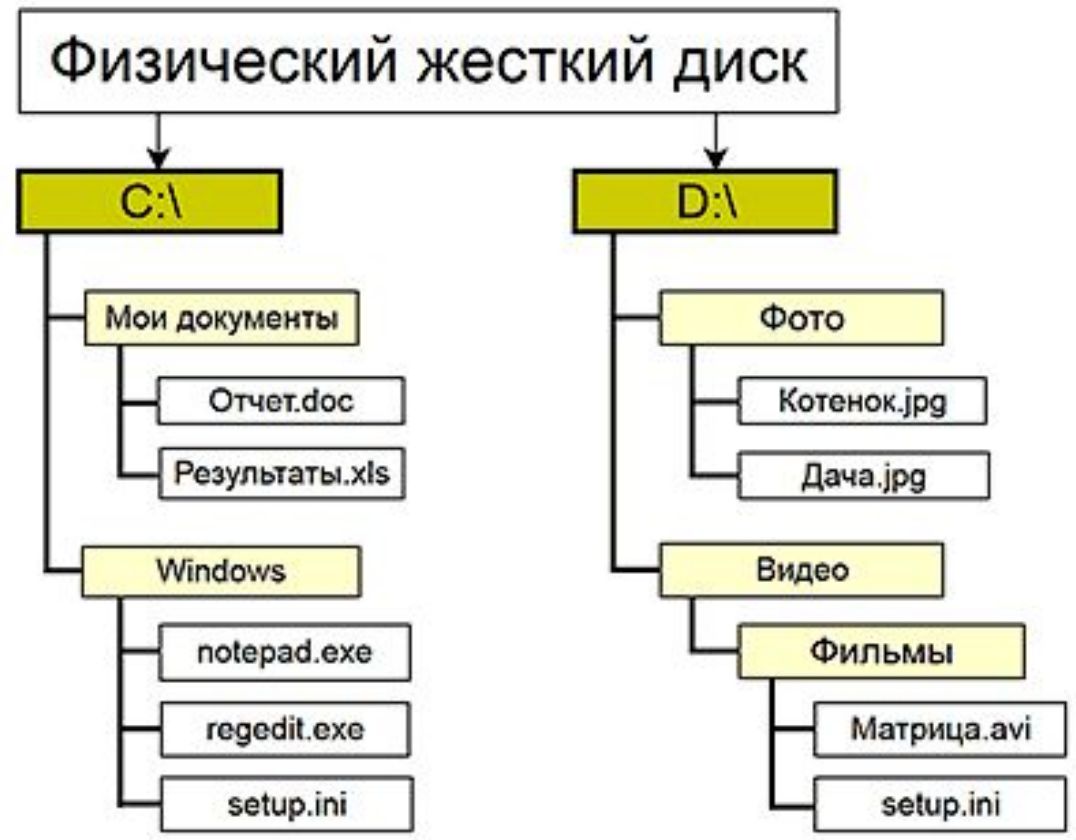 Физический жесткий диск
C:\
Мои документы
Отчет.doc
Результаты.xls
Windows
notepad.exe
regedit.exe
setup.ini
D:\
Фото
Котенок.jpg
Дача.jpg
Видео
Фильмы
Матрица.avi
setup.ini